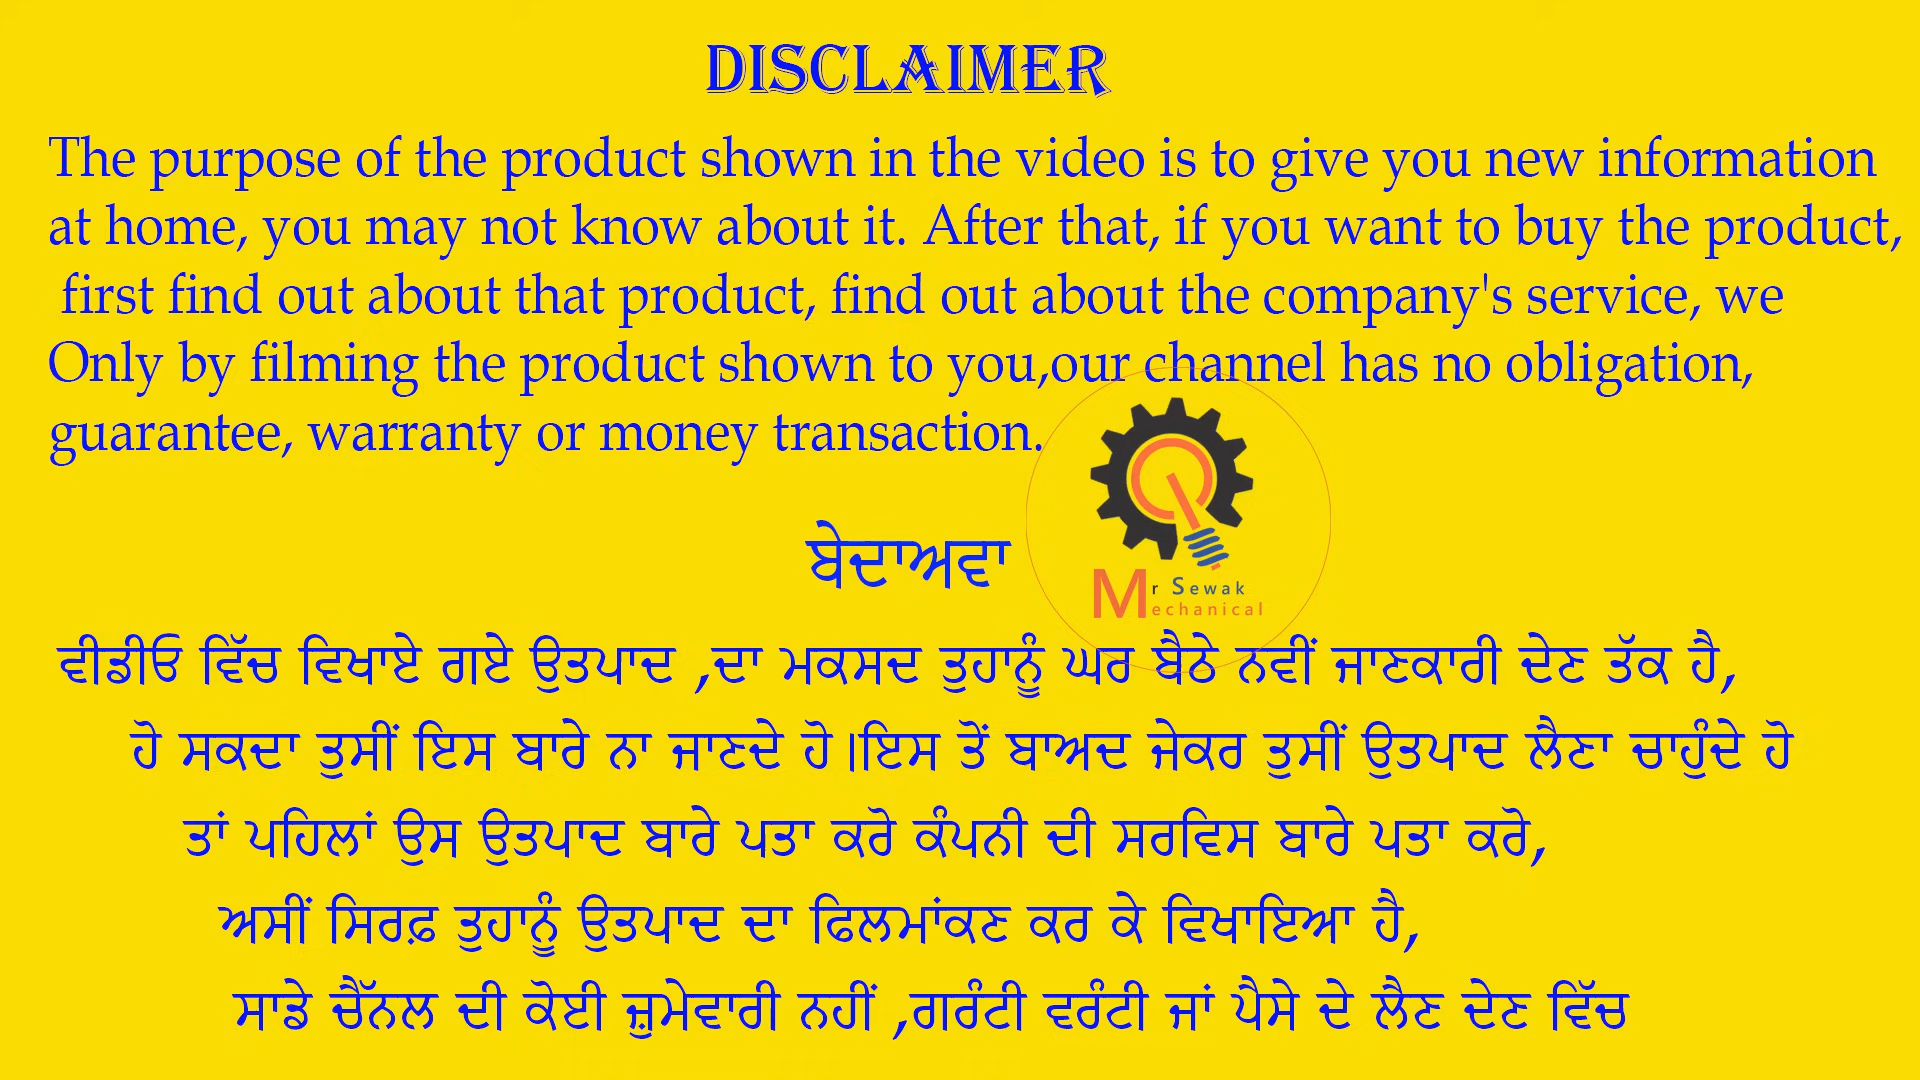 DISCLAIMER
The purpose of the product shown in the video is to give you new information
at home, you may not know about it. After that, if you want to buy the product,
first find out about that product, find out about the company's service, we
Only by filming the product shown to you,our channel has no obligation,
guarantee, warranty or money transaction.
ਬੇਦਾਅਵਾ
Mr Sewak
Mechanical
ਵੀਡੀਓ ਵਿੱਚ ਵਿਖਾਏ ਗਏ ਉਤਪਾਦ ,ਦਾ ਮਕਸਦ ਤੁਹਾਨੂੰ ਘਰ ਬੈਠੇ ਨਵੀਂ ਜਾਣਕਾਰੀ ਦੇਣ ਤੱਕ ਹੈ,
ਹੋ ਸਕਦਾ ਤੁਸੀਂ ਇਸ ਬਾਰੇ ਨਾ ਜਾਣਦੇ ਹੋ।ਇਸ ਤੋਂ ਬਾਅਦ ਜੇਕਰ ਤੁਸੀਂ ਉਤਪਾਦ ਲੈਣਾ ਚਾਹੁੰਦੇ ਹੋ
ਤਾਂ ਪਹਿਲਾਂ ਉਸ ਉਤਪਾਦ ਬਾਰੇ ਪਤਾ ਕਰੋ ਕੰਪਨੀ ਦੀ ਸਰਵਿਸ ਬਾਰੇ ਪਤਾ ਕਰੋ,
ਅਸੀਂ ਸਿਰਫ਼ ਤੁਹਾਨੂੰ ਉਤਪਾਦ ਦਾ ਫਿਲਮਾਂਕਣ ਕਰ ਕੇ ਵਿਖਾਇਆ ਹੈ,
ਸਾਡੇ ਚੈੱਨਲ ਦੀ ਕੋਈ ਜ਼ੁਮੇਵਾਰੀ ਨਹੀਂ ,ਗਰੰਟੀ ਵਰੰਟੀ ਜਾਂ ਪੈਸੇ ਦੇ ਲੈਣ ਦੇਣ ਵਿੱਚ